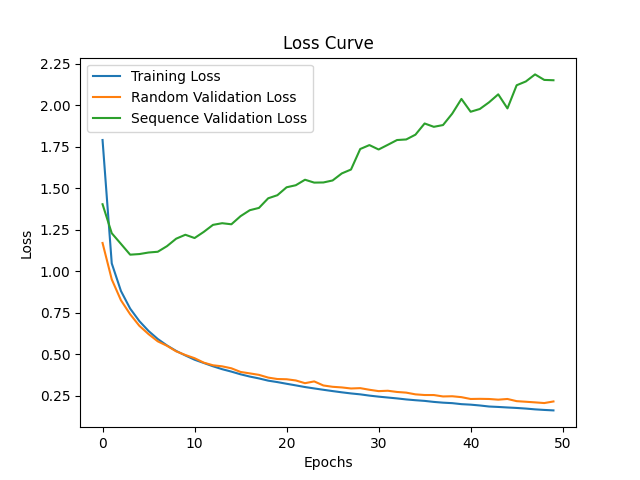 Loss Curve
Training Loss
Random Validation Loss
Sequence Validation Loss
Loss
2.25
2.00
1.75
1.50
1.25
1.00
0.75
0.50
0.25
0 10 20 30 40 50
Epochs